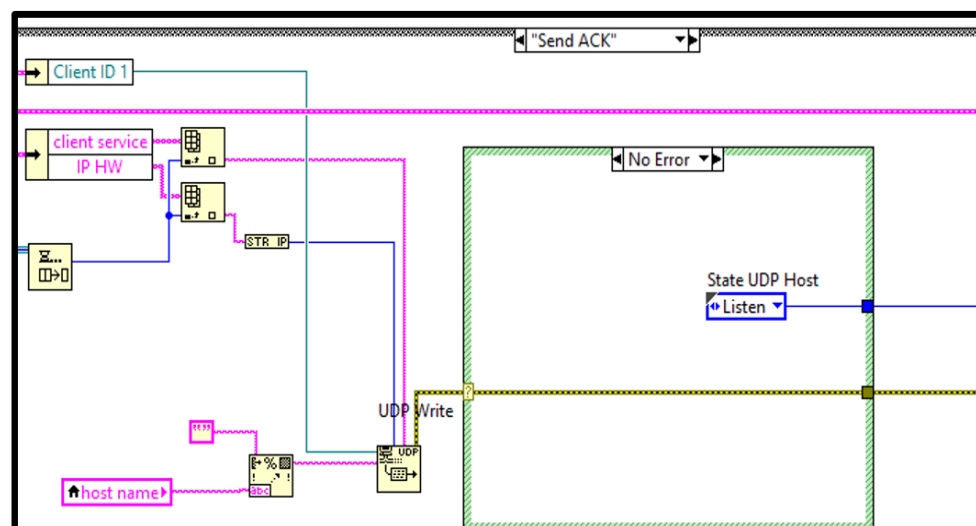 "Send ACK"
Client ID 1
client service
IP HW
No Error
STR IP
State UDP Host
Listen
UDP Write
""
UDP
% 
abc
host name